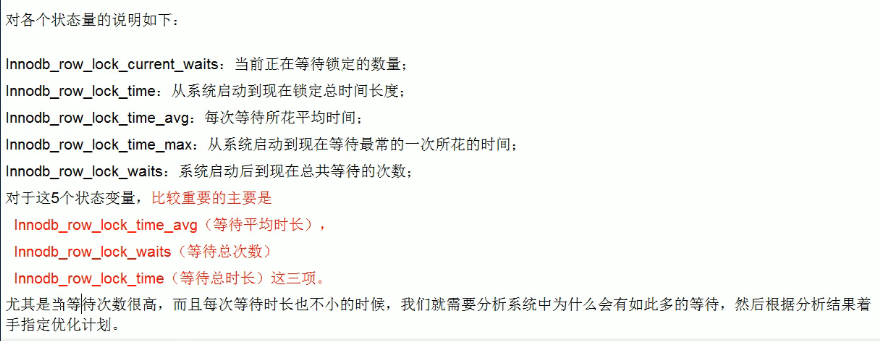 对各个状态量的说明如下：
Innodb_row_lock_current_waits：当前正在等待锁定的数量；
Innodb_row_lock_time：从系统启动到现在锁定总时间长度；
Innodb_row_lock_time_avg：每次等待所花平均时间；
Innodb_row_lock_time_max：从系统启动到现在等待最常的一次所花的时间；
Innodb_row_lock_waits：系统启动后到现在总共等待的次数；
对于这5个状态变量，比较重要的主要是
Innodb_row_lock_time_avg（等待平均时长），
Innodb_row_lock_waits（等待总次数）
Innodb_row_lock_time（等待总时长）这三项。
尤其是当等待次数很高，而且每次等待时长也不小的时候，我们就需要分析系统中为什么会有如此多的等待，然后根据分析结果着
手指定优化计划。